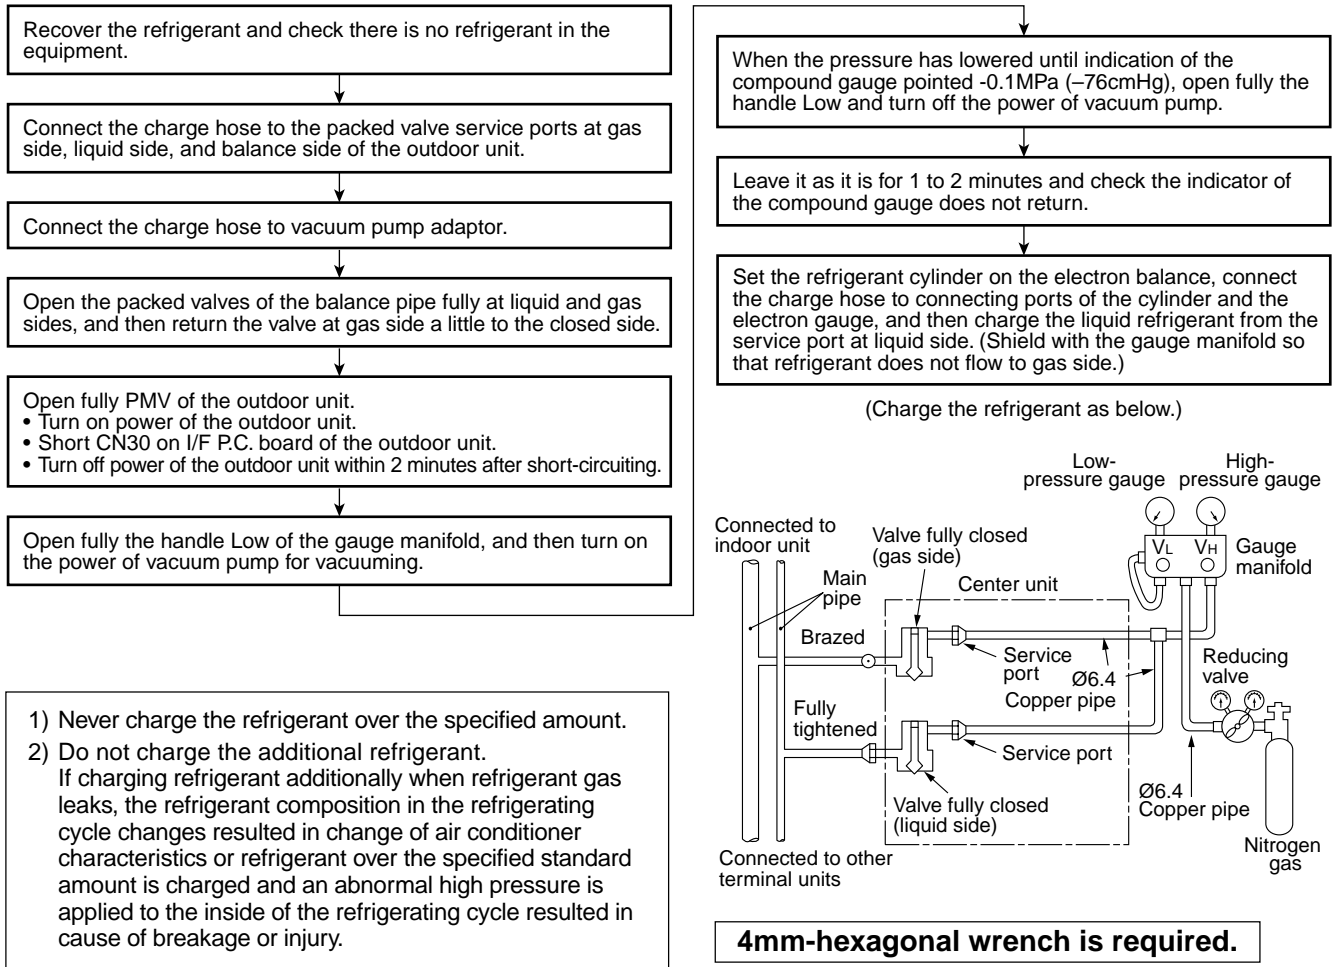 Recover the refrigerant and check there is no refrigerant in the
equipment.
Connect the charge hose to the packed valve service ports at gas
side, liquid side, and balance side of the outdoor unit.
Connect the charge hose to vacuum pump adaptor.
Open the packed valves of the balance pipe fully at liquid and gas
sides, and then return the valve at gas side a little to the closed side.
Open fully PMV of the outdoor unit.
• Turn on power of the outdoor unit.
• Short CN30 on I/F P.C. board of the outdoor unit.
• Turn off power of the outdoor unit within 2 minutes after short-circuiting.
Open fully the handle Low of the gauge manifold, and then turn on
the power of vacuum pump for vacuuming.
When the pressure has lowered until indication of the
compound gauge pointed -0.1MPa (–76cmHg), open fully the
handle Low and turn off the power of vacuum pump.
Leave it as it is for 1 to 2 minutes and check the indicator of
the compound gauge does not return.
Set the refrigerant cylinder on the electron balance, connect
the charge hose to connecting ports of the cylinder and the
electron gauge, and then charge the liquid refrigerant from the
service port at liquid side. (Shield with the gauge manifold so
that refrigerant does not flow to gas side.)
(Charge the refrigerant as below.)
Low-
pressure gauge
High-
pressure gauge
Connected to
indoor unit
Valve fully closed
(gas side)
VL
VH
Gauge
manifold
Main
pipe
Center unit
Brazed
Service
port
Ø6.4
Copper pipe
Reducing
valve
Fully
tightened
Service port
Valve fully closed
(liquid side)
Ø6.4
Copper pipe
Nitrogen
gas
Connected to other
terminal units
1) Never charge the refrigerant over the specified amount.
2) Do not charge the additional refrigerant.
If charging refrigerant additionally when refrigerant gas
leaks, the refrigerant composition in the refrigerating
cycle changes resulted in change of air conditioner
characteristics or refrigerant over the specified standard
amount is charged and an abnormal high pressure is
applied to the inside of the refrigerating cycle resulted in
cause of breakage or injury.
4mm-hexagonal wrench is required.